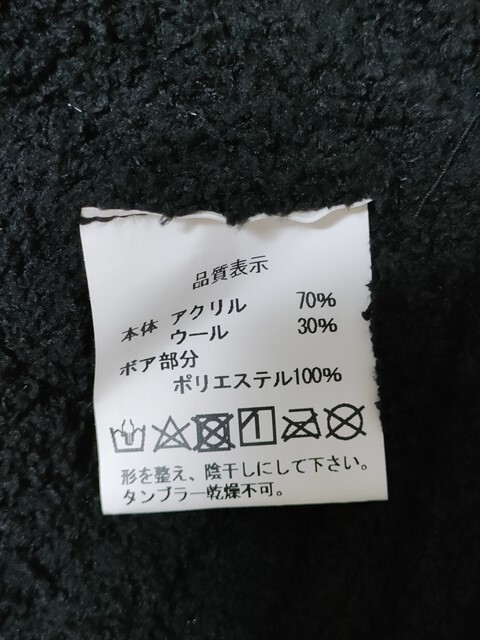 品質表示
本体 アクリル 70%
ウール 30%
ボア部分
ポリエステル100%
形を整え、陰干しにして下さい。
タンブラー乾燥不可。